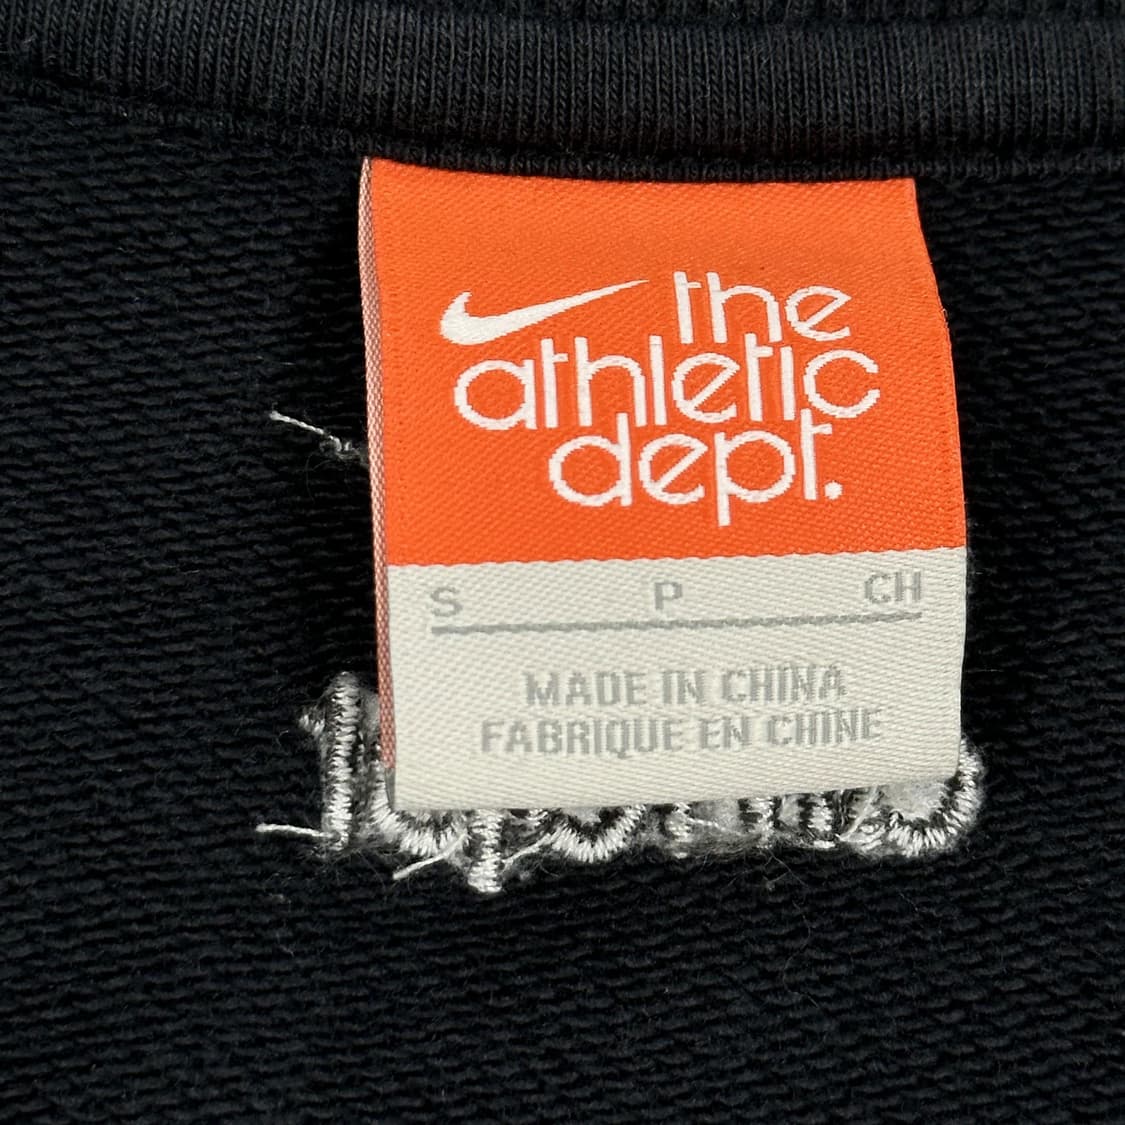 the
athletic
dept.
S P CH
MADE IN CHINA
FABRIQUE EN CHINE